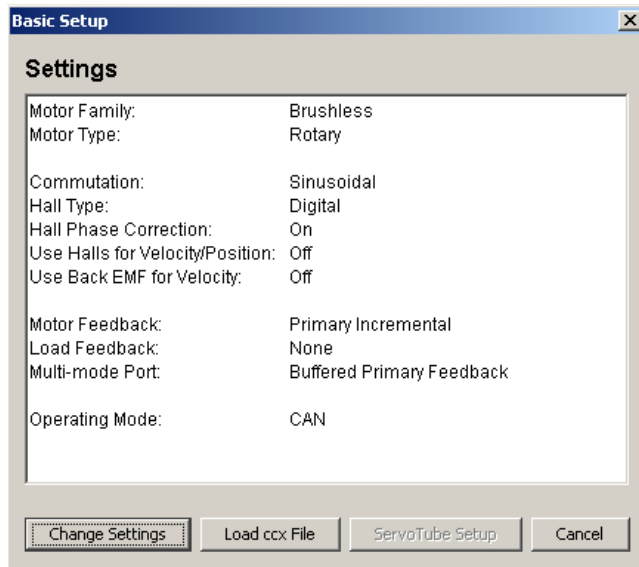 Basic Setup
Settings
Motor Family: Brushless
Motor Type: Rotary
Commutation: Sinusoidal
Hall Type: Digital
Hall Phase Correction: On
Use Halls for Velocity/Position: Off
Use Back EMF for Velocity: Off
Motor Feedback: Primary Incremental
Load Feedback: None
Multi-mode Port: Buffered Primary Feedback
Operating Mode: CAN
Change Settings Load ccx File ServoTube Setup Cancel